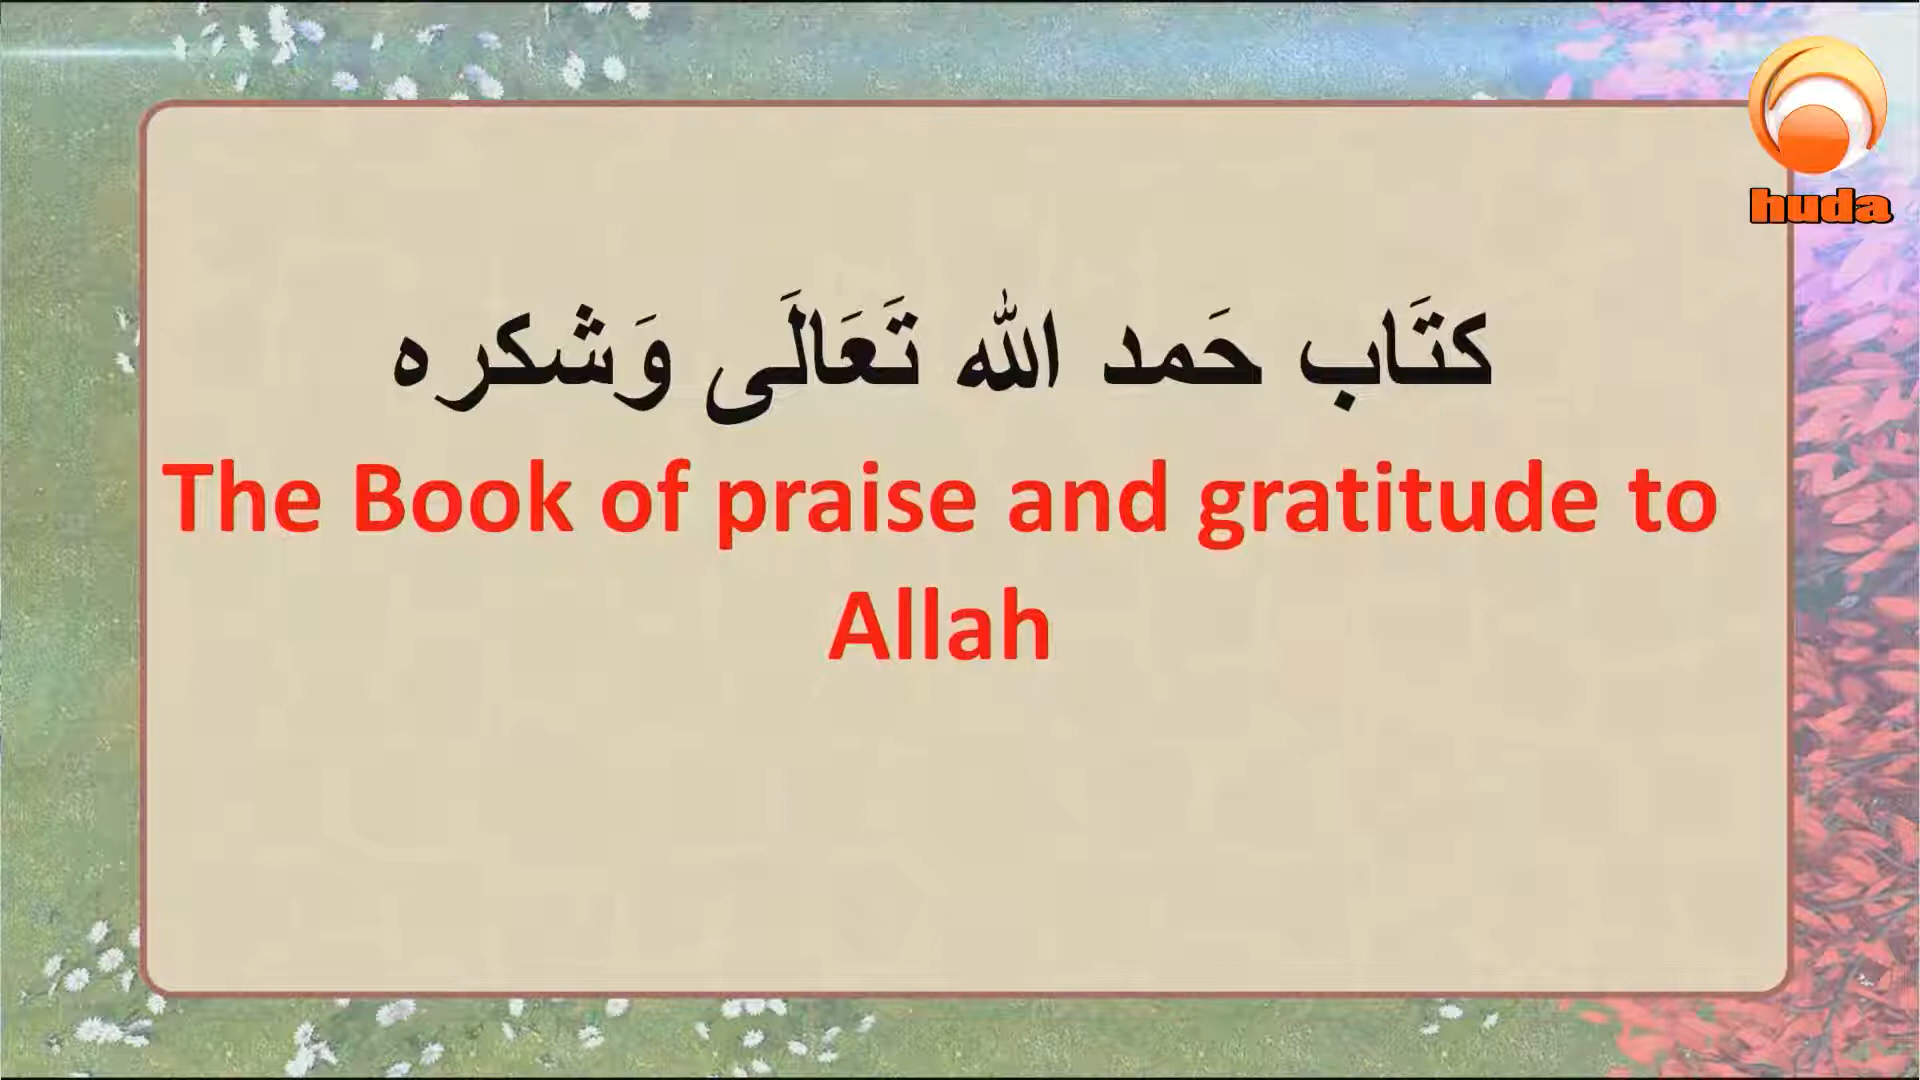 huda
كتَاب حَمد الله تَعَالَى وَشكره
The Book of praise and gratitude to
Allah